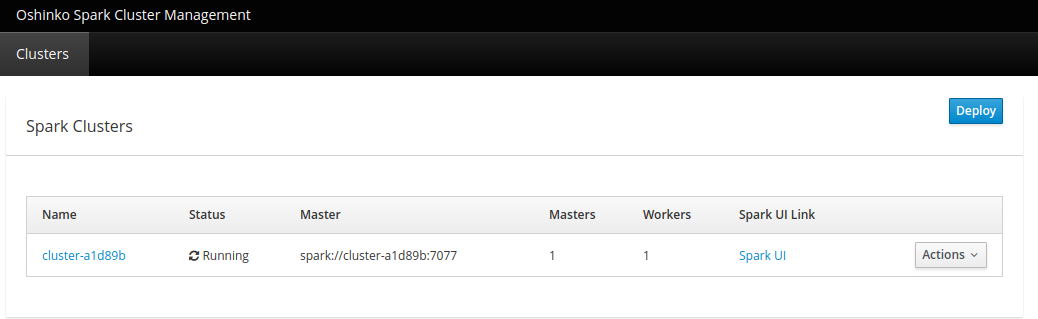 Oshinko Spark Cluster Management
Clusters
Deploy
Spark Clusters
Name Status Master Masters Workers Spark UI Link
cluster-a1d89b Running spark://cluster-a1d89b:7077 1 1 Spark UI Actions